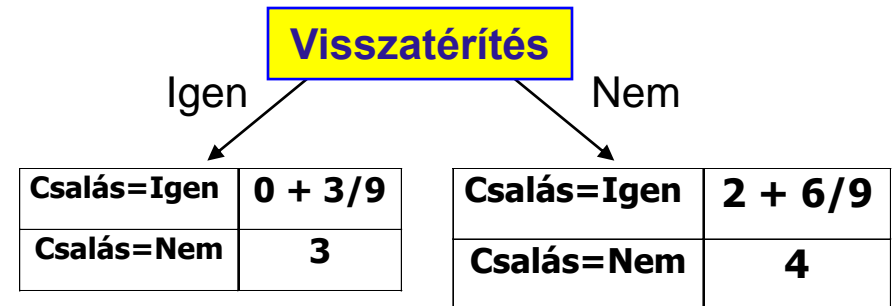 Visszatérítés
Igen
Nem
Csalás=Igen 0 + 3/9
Csalás=Nem 3
Csalás=Igen 2 + 6/9
Csalás=Nem 4